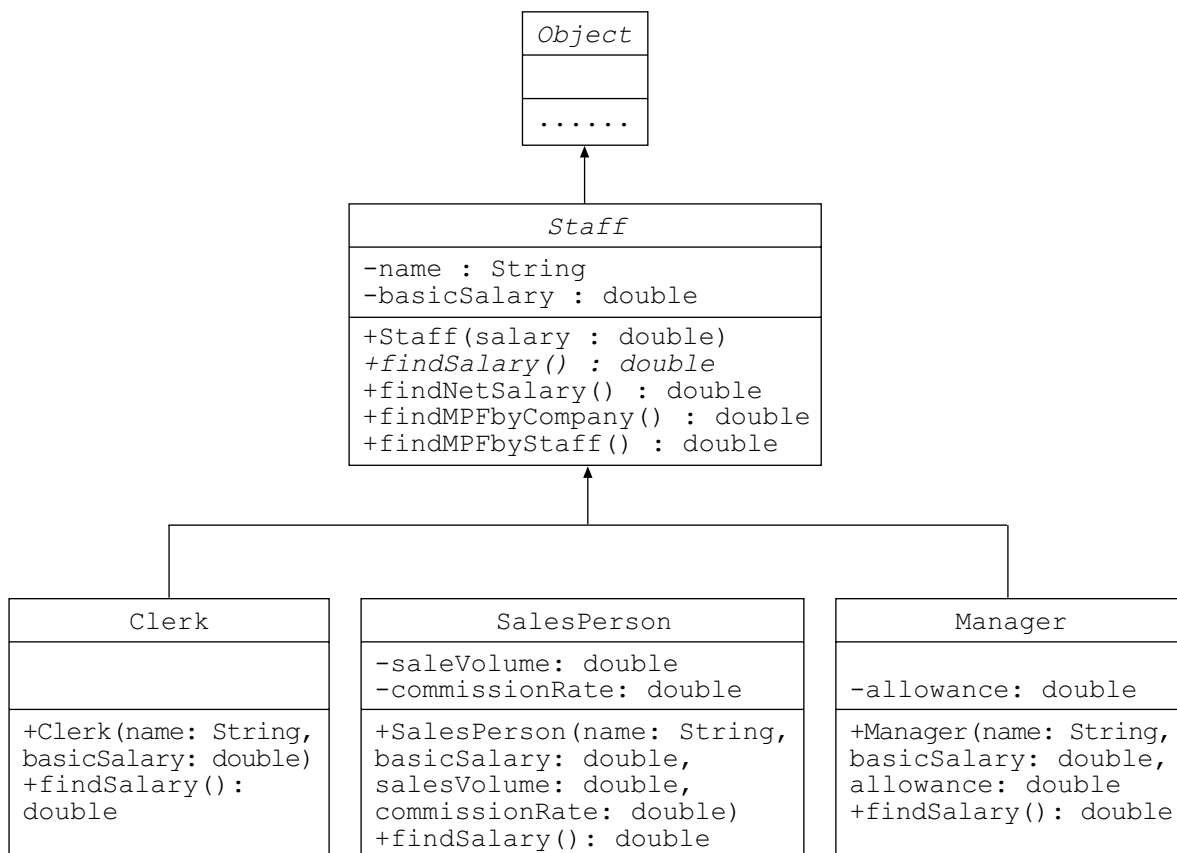 Object
......
Staff
-name : String
-basicSalary : double
+Staff(salary : double)
+findSalary() : double
+findNetSalary() : double
+findMPFbyCompany() : double
+findMPFbyStaff() : double
Clerk
+Clerk(name: String,
basicSalary: double)
+findSalary():
double
SalesPerson
-saleVolume: double
-commissionRate: double
+SalesPerson(name: String,
basicSalary: double,
salesVolume: double,
commissionRate: double)
+findSalary(): double
Manager
-allowance: double
+Manager(name: String,
basicSalary: double,
allowance: double
+findSalary(): double